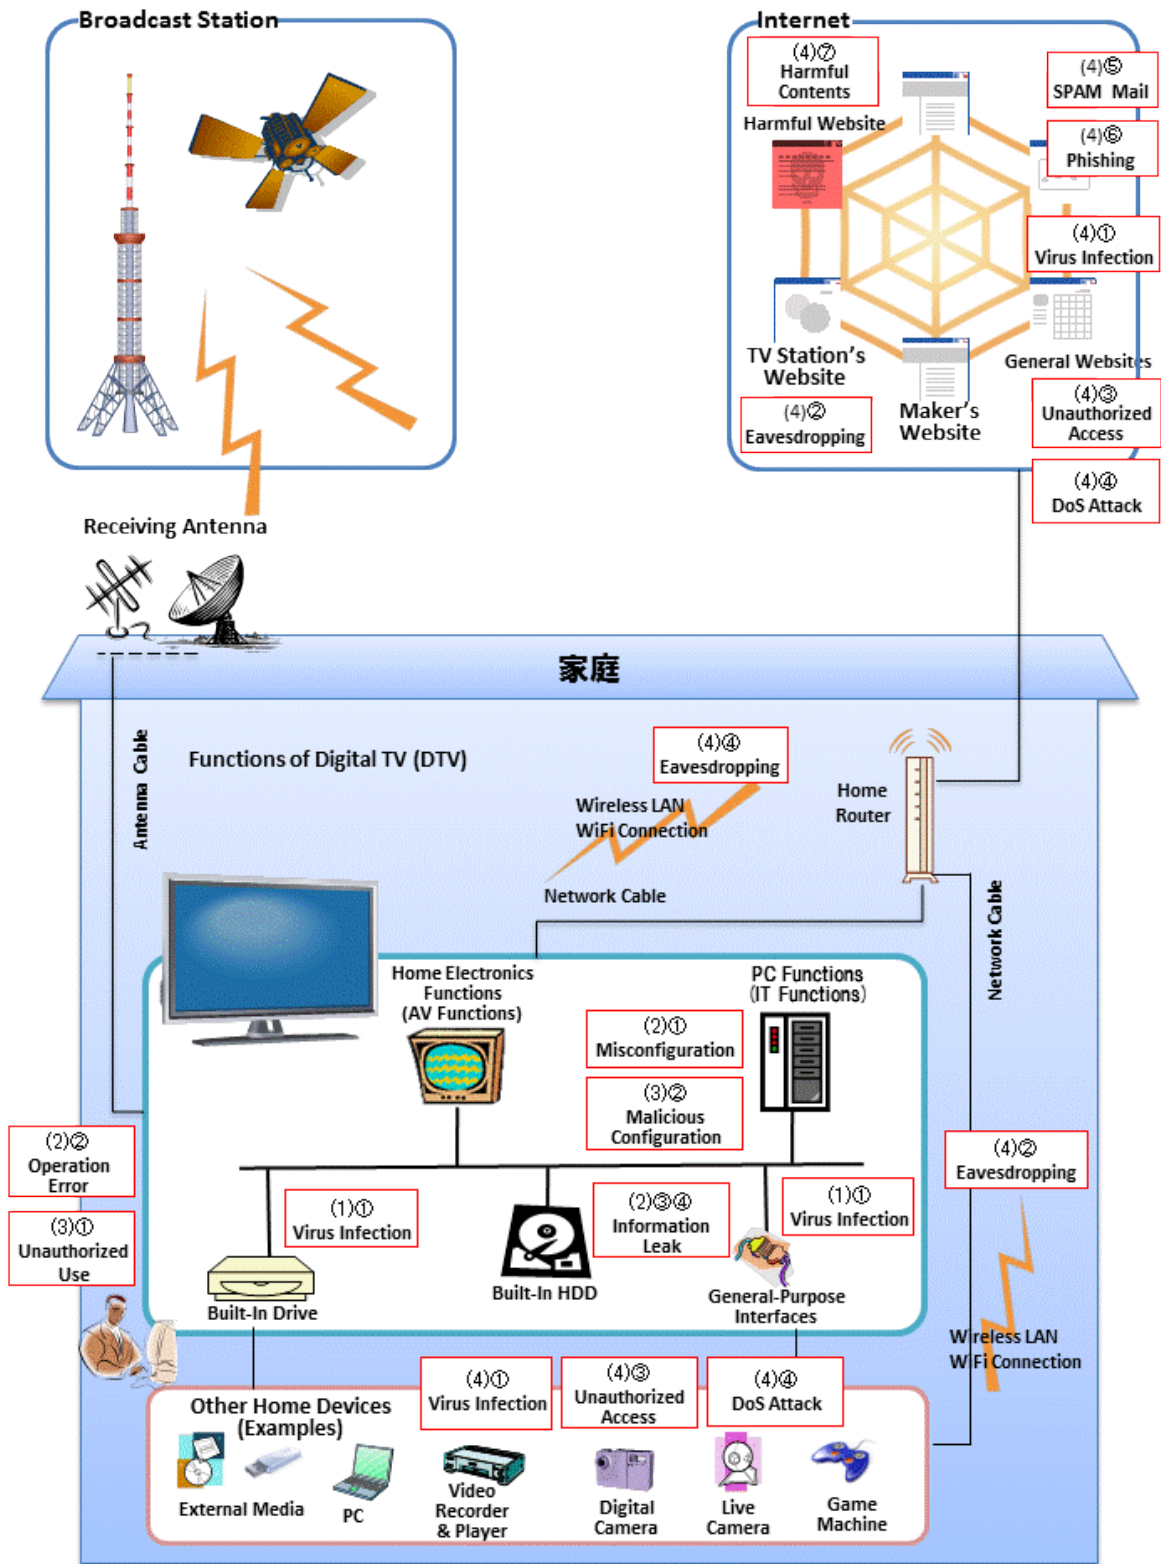 Broadcast Station
Internet
(4)⑦
Harmful
Contents
(4)⑤
SPAM Mail
Harmful Website
(4)⑥
Phishing
(4)①
Virus Infection
TV Station's
Website
General Websites
Maker's
Website
(4)②
Eavesdropping
(4)③
Unauthorized
Access
(4)④
DoS Attack
Receiving Antenna
家庭
Antenna Cable
Functions of Digital TV (DTV)
(4)④
Eavesdropping
Wireless LAN
WiFi Connection
Home
Router
Network Cable
Network Cable
Home Electronics
Functions
(AV Functions)
PC Functions
(IT Functions)
(2)①
Misconfiguration
(3)②
Malicious
Configuration
(2)②
Operation
Error
(3)①
Unauthorized
Use
(4)②
Eavesdropping
(1)①
Virus Infection
(2)③④
Information
Leak
(1)①
Virus Infection
Built-In Drive
Built-In HDD
General-Purpose
Interfaces
Wireless LAN
WiFi Connection
(4)①
Virus Infection
(4)③
Unauthorized
Access
(4)④
DoS Attack
Other Home Devices
(Examples)
External Media
PC
Video
Recorder
& Player
Digital
Camera
Live
Camera
Game
Machine